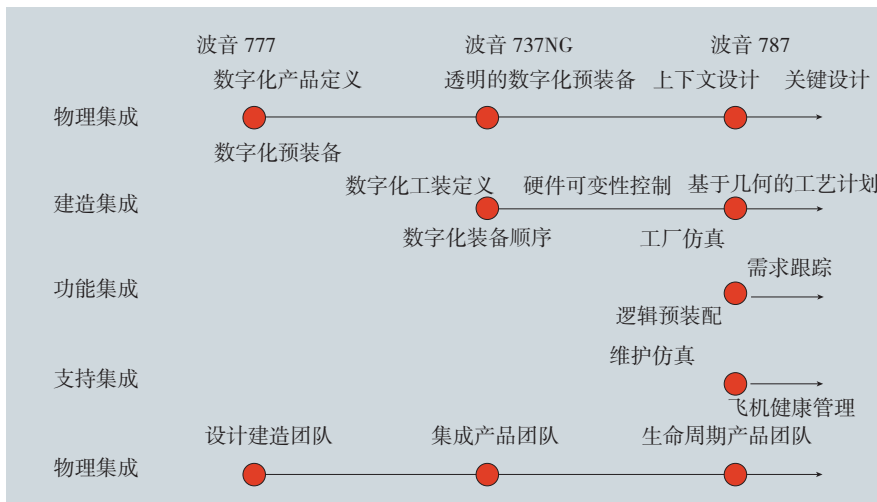 波音 777 波音 737NG 波音 787
数字化产品定义 透明的数字化预装备 上下文设计 关键设计
物理集成
数字化预装备
数字化工装定义 硬件可变性控制 基于几何的工艺计划
建造集成
数字化装备顺序 工厂仿真
需求跟踪
功能集成
逻辑预装配
维护仿真
支持集成
飞机健康管理
设计建造团队 集成产品团队 生命周期产品团队
物理集成